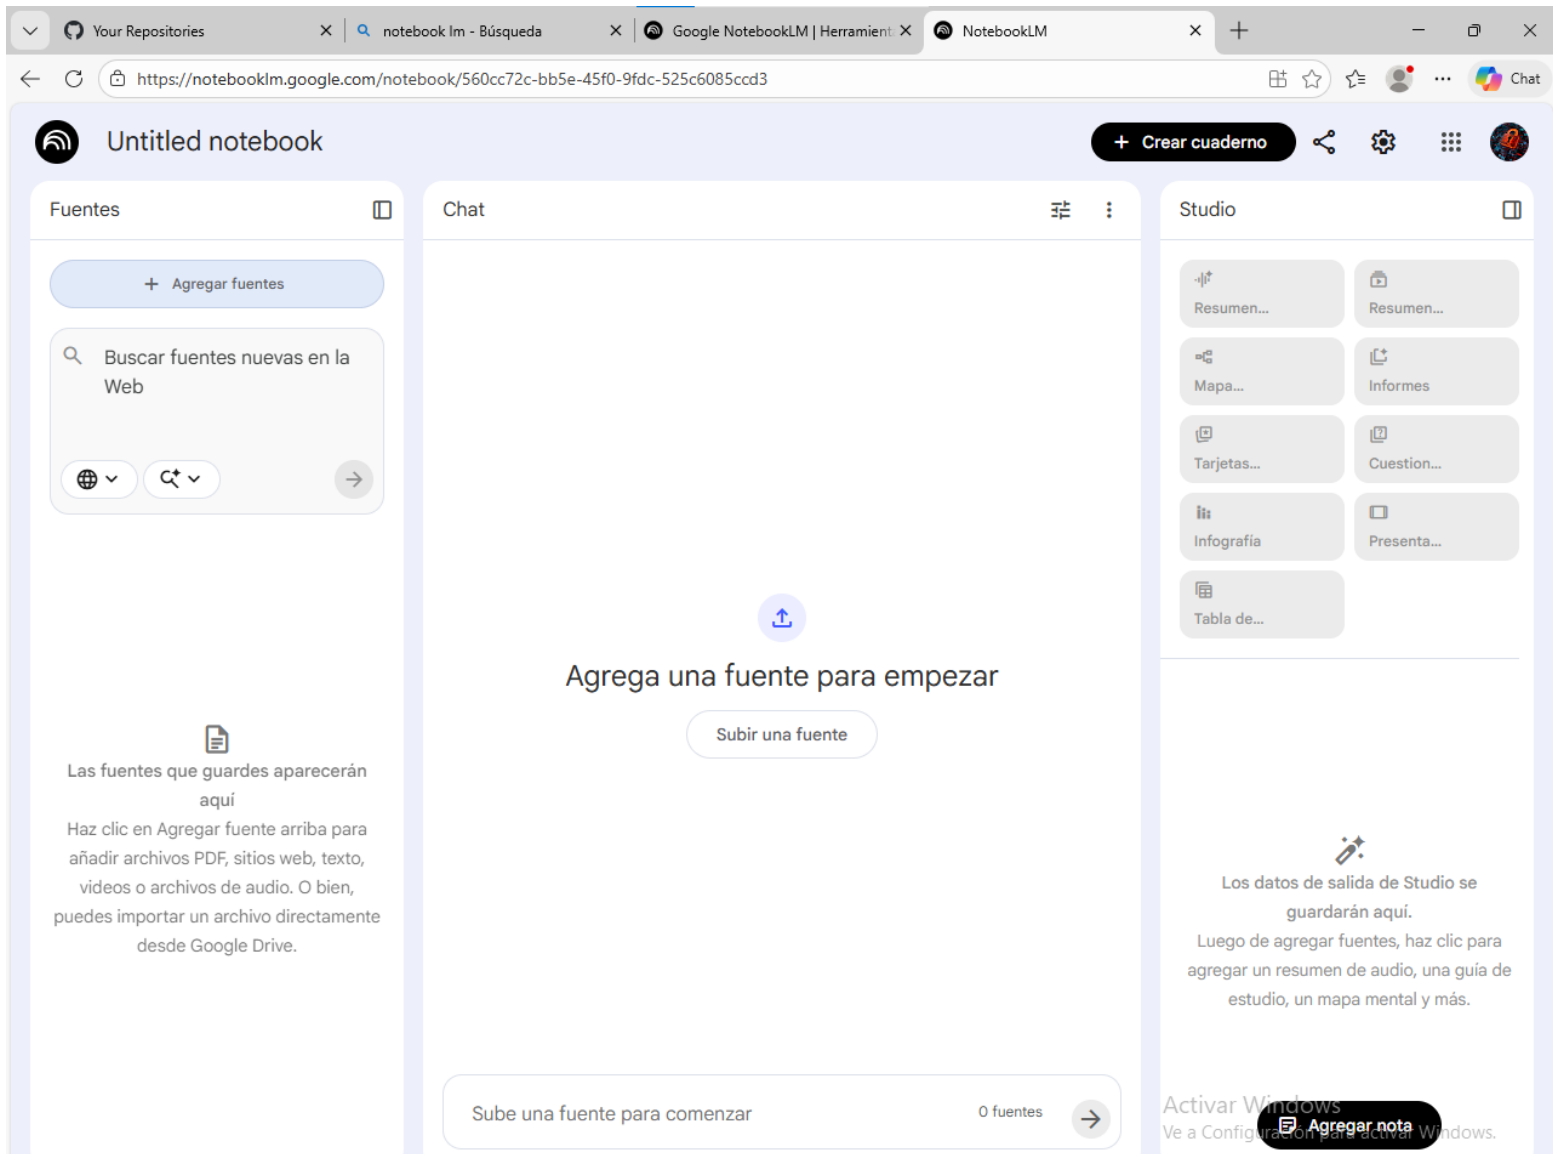 Your Repositories
notebook lm - Búsqueda
Google NotebookLM | Herramient
NotebookLM
https://notebooklm.google.com/notebook/560cc72c-bb5e-45f0-9fdc-525c6085ccd3
Chat
Untitled notebook
+ Crear cuaderno
Fuentes
+ Agregar fuentes
Buscar fuentes nuevas en la
Web
Las fuentes que guardes aparecerán
aquí
Haz clic en Agregar fuente arriba para
añadir archivos PDF, sitios web, texto,
videos o archivos de audio. O bien,
puedes importar un archivo directamente
desde Google Drive.
Chat
Agrega una fuente para empezar
Subir una fuente
Sube una fuente para comenzar
0 fuentes
Studio
Resumen...
Resumen...
Mapa...
Informes
Tarjetas...
Cuestion...
Infografía
Presenta...
Tabla de...
Los datos de salida de Studio se
guardarán aquí.
Luego de agregar fuentes, haz clic para
agregar un resumen de audio, una guía de
estudio, un mapa mental y más.
Activar Windows
Ve a Configuración para activar Windows.
Agregar nota